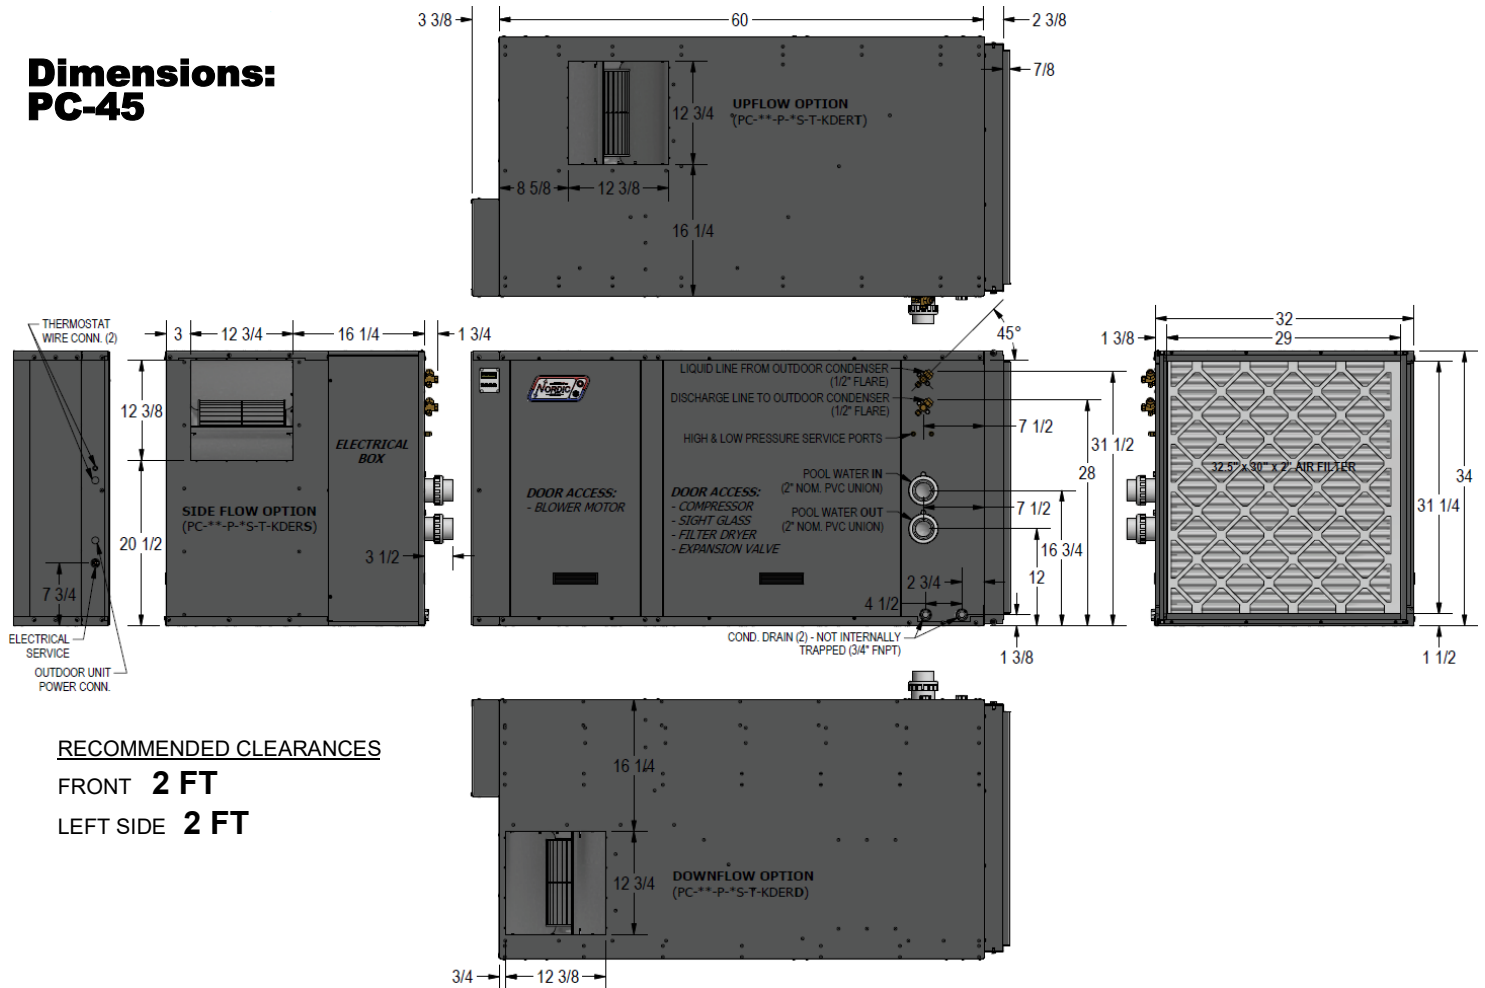 Dimensions:
PC-45
3 3/8
60
2 3/8
7/8
12 3/4
UPFLOW OPTION
(PC-**-P-*S-T-KDERT)
8 5/8
12 3/8
16 1/4
THERMOSTAT
WIRE CONN. (2)
3
12 3/4
16 1/4
1 3/4
12 3/8
ELECTRICAL
BOX
SIDE FLOW OPTION
(PC-**-P-*S-T-KDERS)
20 1/2
3 1/2
7 3/4
ELECTRICAL
SERVICE
OUTDOOR UNIT
POWER CONN.
NORDIC
45°
LIQUID LINE FROM OUTDOOR CONDENSER
(1/2" FLARE)
DISCHARGE LINE TO OUTDOOR CONDENSER
(1/2" FLARE)
HIGH & LOW PRESSURE SERVICE PORTS
7 1/2
31 1/2
28
POOL WATER IN
(2" NOM. PVC UNION)
DOOR ACCESS:
- BLOWER MOTOR
DOOR ACCESS:
- COMPRESSOR
- SIGHT GLASS
- FILTER DRYER
- EXPANSION VALVE
POOL WATER OUT
(2" NOM. PVC UNION)
7 1/2
16 3/4
12
2 3/4
4 1/2
COND. DRAIN (2) - NOT INTERNALLY
TRAPPED (3/4" FNPT)
1 3/8
32
29
1 3/8
32.5" x 30" x 2" AIR FILTER
34
31 1/4
1 1/2
RECOMMENDED CLEARANCES
FRONT 2 FT
LEFT SIDE 2 FT
16 1/4
12 3/4
DOWNFLOW OPTION
(PC-**-P-*S-T-KDERD)
3/4
12 3/8